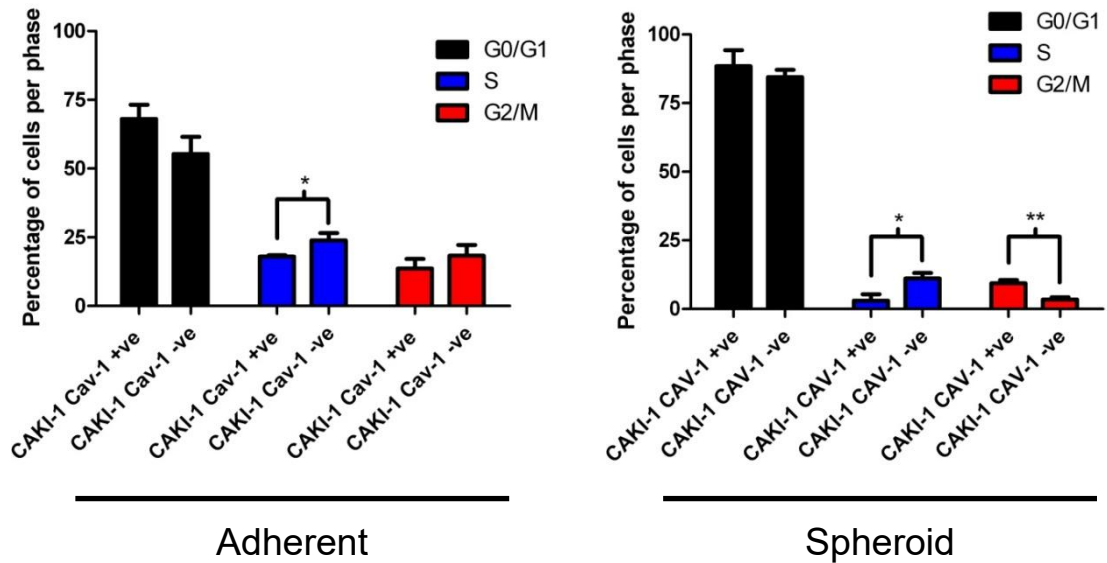 Percentage of cells per phase
100
75
50
25
0
G0/G1
S
G2/M
*
CAKI-1 Cav-1 +ve
CAKI-1 Cav-1 -ve
CAKI-1 Cav-1 +ve
CAKI-1 Cav-1 -ve
CAKI-1 Cav-1 +ve
CAKI-1 Cav-1 -ve
Adherent
Percentage of cells per phase
100
75
50
25
0
G0/G1
S
G2/M
*
**
CAKI-1 CAV-1 +ve
CAKI-1 CAV-1 -ve
CAKI-1 CAV-1 +ve
CAKI-1 CAV-1 -ve
CAKI-1 CAV-1 +ve
CAKI-1 CAV-1 -ve
Spheroid